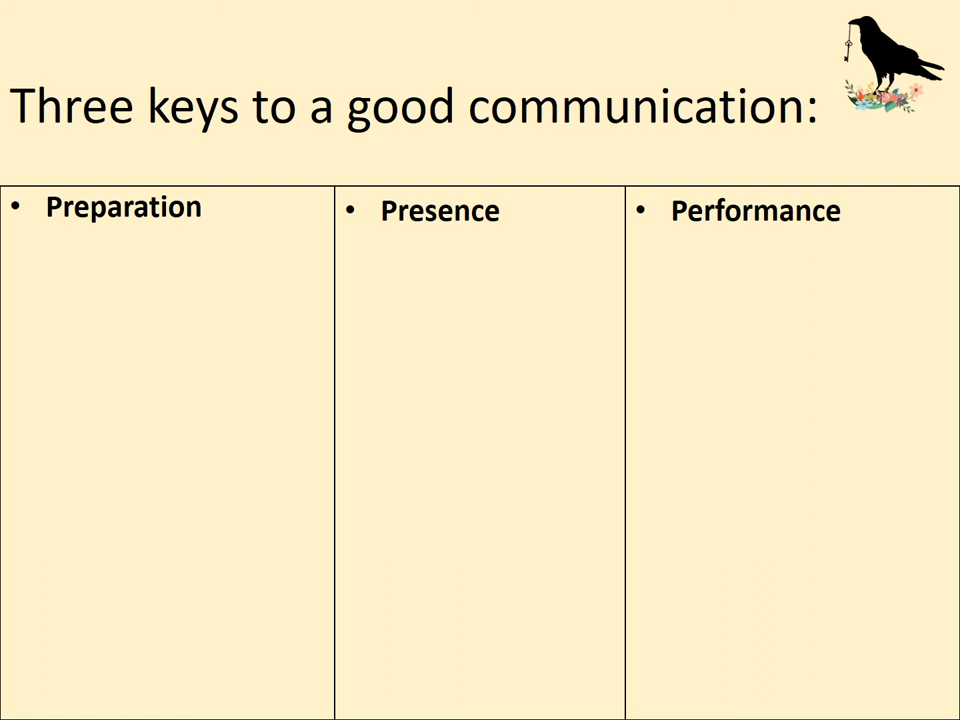 Three keys to a good communication:
• Preparation
• Presence
• Performance